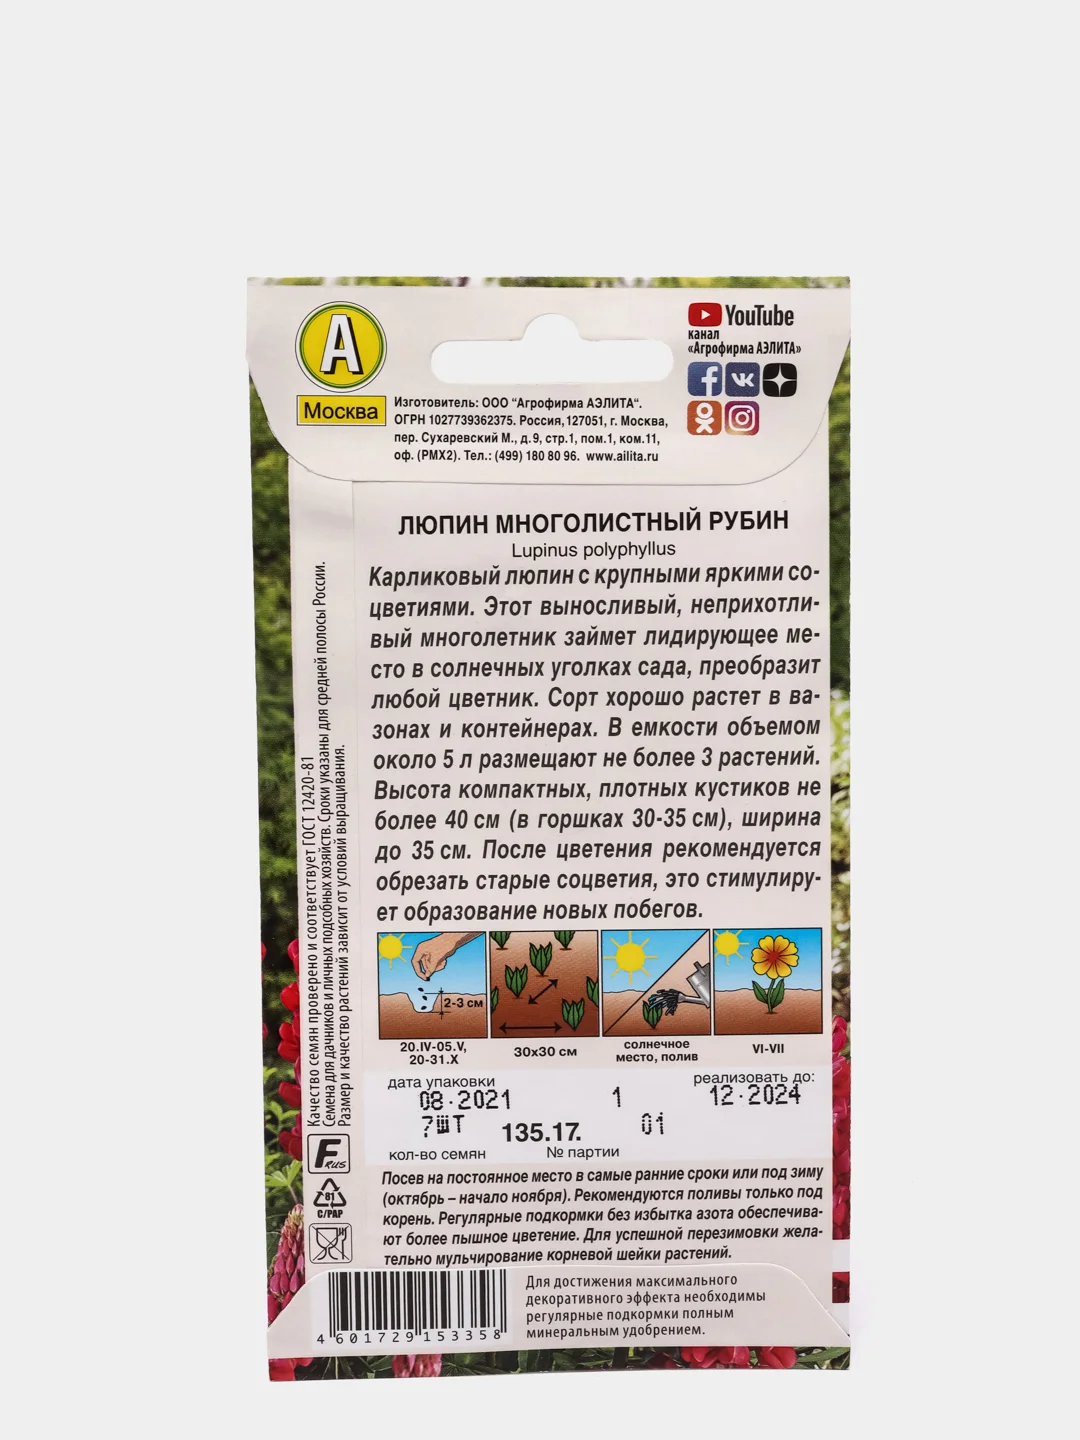 А
Москва
YouTube
канал
«Агрофирма АЭЛИТА»
Изготовитель: ООО "Агрофирма АЭЛИТА".
ОГРН 1027739362375. Россия, 127051, г. Москва,
пер. Сухаревский М., д.9, стр.1, пом.1, ком.11,
оф. (РМХ2). Тел.: (499) 180 80 96. www.ailita.ru
ЛЮПИН МНОГОЛИСТНЫЙ РУБИН
Lupinus polyphyllus
Карликовый люпин с крупными яркими со-
цветиями. Этот выносливый, неприхотли-
вый многолетник займет лидирующее ме-
сто в солнечных уголках сада, преобразит
любой цветник. Сорт хорошо растет в ва-
зонах и контейнерах. В емкости объемом
около 5 л размещают не более 3 растений.
Высота компактных, плотных кустиков не
более 40 см (в горшках 30-35 см), ширина
до 35 см. После цветения рекомендуется
обрезать старые соцветия, это стимулиру-
ет образование новых побегов.
2-3 см
20.IV-05.V,
20-31.X
30х30 см
солнечное
место, полив
VI-VII
дата упаковки
реализовать до:
08·2021 1 12·2024
7ШТ 135.17. 01
кол-во семян № партии
Посев на постоянное место в самые ранние сроки или под зиму
(октябрь – начало ноября). Рекомендуются поливы только под
корень. Регулярные подкормки без избытка азота обеспечива-
ют более пышное цветение. Для успешной перезимовки жела-
тельно мульчирование корневой шейки растений.
Качество семян проверено и соответствует ГОСТ 12420-81
Семена для дачников и личных подсобных хозяйств. Сроки указаны для средней полосы России.
Размер и качество растений зависит от условий выращивания.
F RUS
81
C/PAP
4 601729 153358
Для достижения максимального
декоративного эффекта необходимы
регулярные подкормки полным
минеральным удобрением.